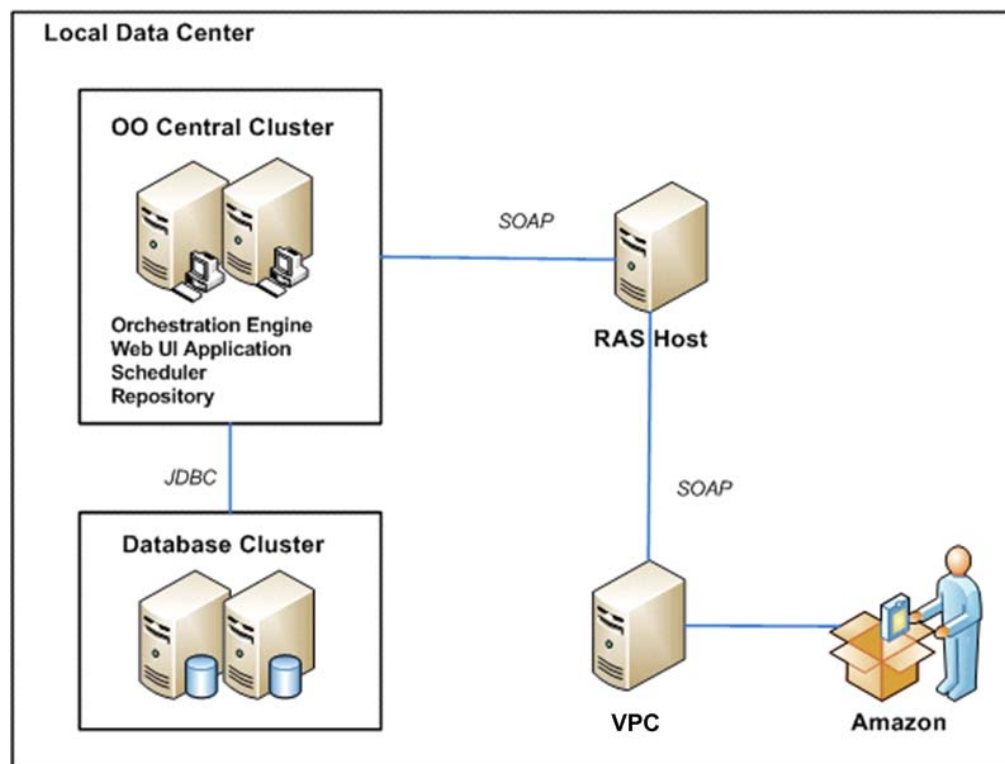 Local Data Center
OO Central Cluster
Orchestration Engine
Web UI Application
Scheduler
Repository
SOAP
RAS Host
JDBC
SOAP
Database Cluster
VPC
Amazon